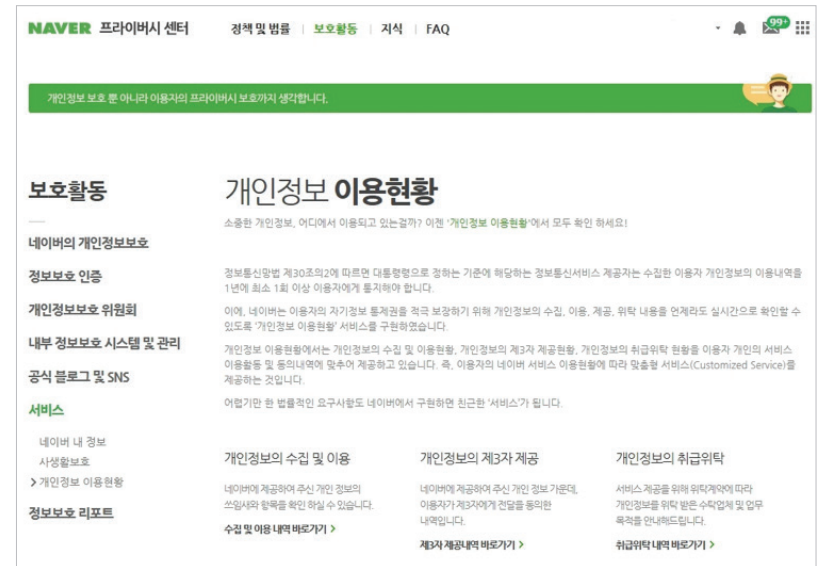 NAVER 프라이버시 센터
정책 및 법률 | 보호활동 | 지식 | FAQ
99+
개인정보 보호 뿐 아니라 이용자의 프라이버시 보호까지 생각합니다.
보호활동
네이버의 개인정보보호
정보보호 인증
개인정보보호 위원회
내부 정보보호 시스템 및 관리
공식 블로그 및 SNS
서비스
네이버 내 정보
사생활보호
개인정보 이용현황
정보보호 리포트
개인정보 이용현황
소중한 개인정보, 어디에서 이용되고 있는걸까? 이젠 '개인정보 이용현황'에서 모두 확인 하세요!
정보통신망법 제30조의2에 따르면 대통령령으로 정하는 기준에 해당하는 정보통신서비스 제공자는 수집한 이용자 개인정보의 이용내역을
1년에 최소 1회 이상 이용자에게 통지해야 합니다.
이에, 네이버는 이용자의 자기정보 통제권을 적극 보장하기 위해 개인정보의 수집, 이용, 제공, 위탁 내용을 언제라도 실시간으로 확인할 수
있도록 '개인정보 이용현황' 서비스를 구현하였습니다.
개인정보 이용현황에서는 개인정보의 수집 및 이용현황, 개인정보의 제3자 제공현황, 개인정보의 취급위탁 현황을 이용자 개인의 서비스
이용활동 및 동의내역에 맞추어 제공하고 있습니다. 즉, 이용자의 네이버 서비스 이용현황에 따라 맞춤형 서비스(Customized Service)를
제공하는 것입니다.
어렵기만 한 법률적인 요구사항도 네이버에서 구현하면 친근한 '서비스'가 됩니다.
개인정보의 수집 및 이용
네이버에 제공하여 주신 개인 정보의
쓰임새와 항목을 확인 하실 수 있습니다.
수집 및 이용 내역 바로가기 >
개인정보의 제3자 제공
네이버에 제공하여 주신 개인 정보 가운데,
이용자가 제3자에게 전달을 동의한
내역입니다.
제3자 제공내역 바로가기 >
개인정보의 취급위탁
서비스 제공을 위해 위탁계약에 따라
개인정보를 위탁 받은 수탁업체 및 업무
목적을 안내해드립니다.
취급위탁 내역 바로가기 >